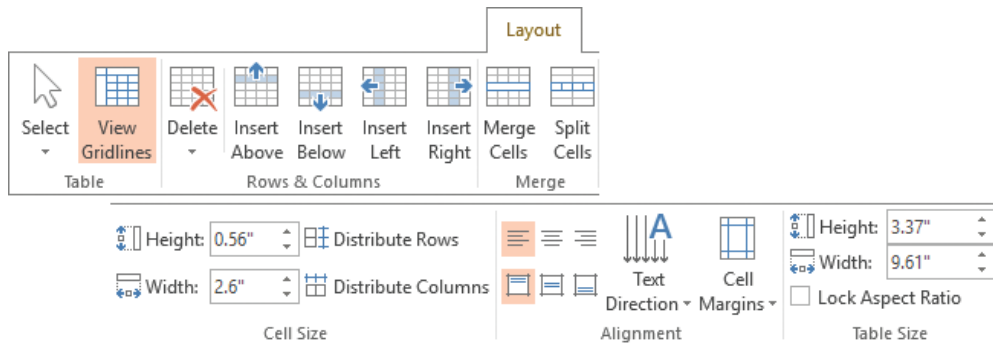 Layout
Select
View
Gridlines
Delete
Insert
Above
Insert
Below
Insert
Left
Insert
Right
Merge
Cells
Split
Cells
Table
Rows & Columns
Merge
Height: 0.56"
Distribute Rows
Width: 2.6"
Distribute Columns
Cell Size
A
Text
Direction
Cell
Margins
Alignment
Height: 3.37"
Width: 9.61"
Lock Aspect Ratio
Table Size